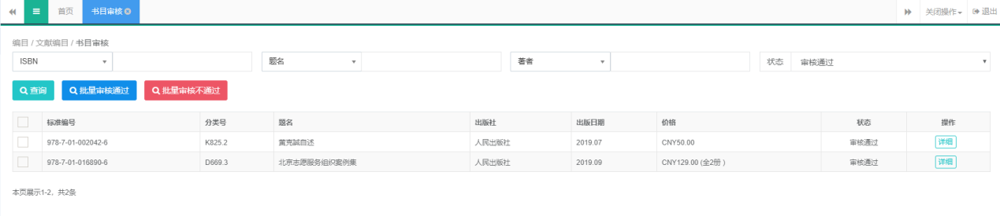 首页 书目审核 关闭操作 退出
编目 / 文献编目 / 书目审核
ISBN 题名 著者 状态 审核通过
查询 批量审核通过 批量审核不通过
标准编号 分类号 题名 出版社 出版日期 价格 状态 操作
978-7-01-002042-6 K825.2 黄克誠自述 人民出版社 2019.07 CNY50.00 审核通过 详细
978-7-01-016890-6 D669.3 北京志愿服务组织案例集 人民出版社 2019.09 CNY129.00 (全2册 ) 审核通过 详细
本页展示1-2，共2条